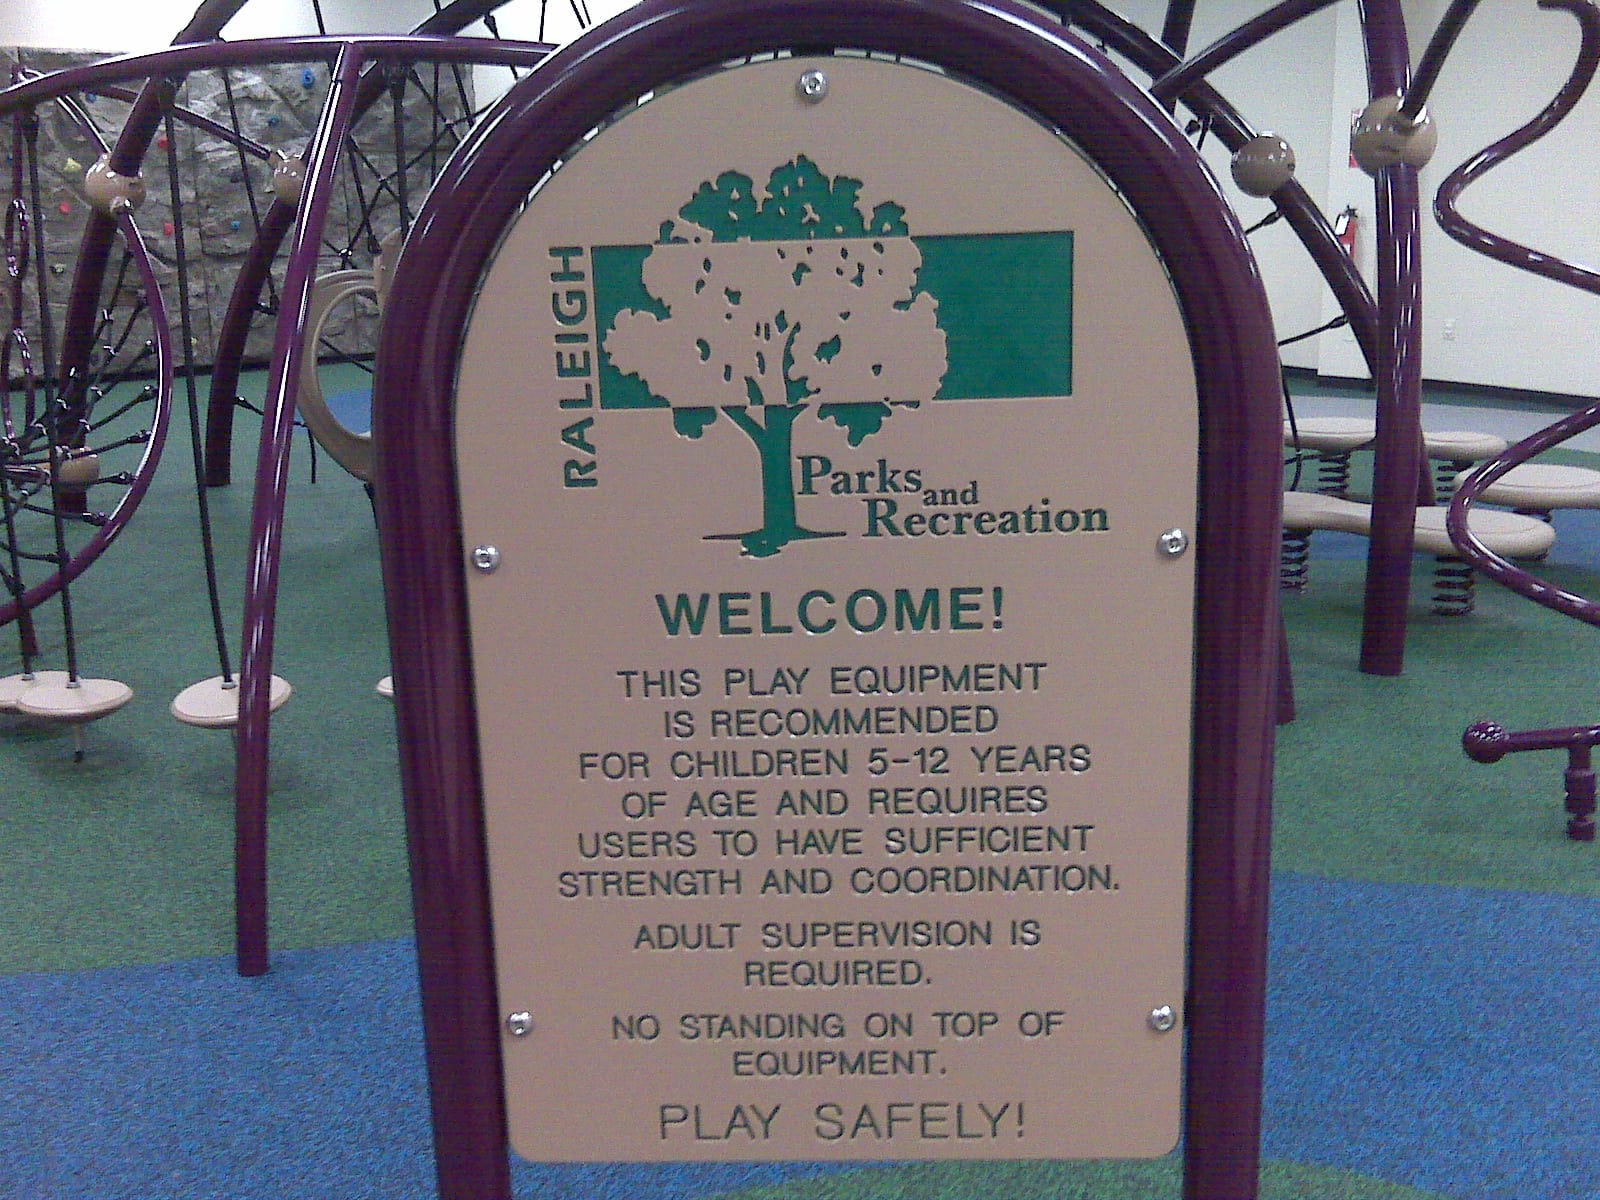 RALEIGH
Parks and
Recreation
WELCOME!
THIS PLAY EQUIPMENT
IS RECOMMENDED
FOR CHILDREN 5-12 YEARS
OF AGE AND REQUIRES
USERS TO HAVE SUFFICIENT
STRENGTH AND COORDINATION.
ADULT SUPERVISION IS
REQUIRED.
NO STANDING ON TOP OF
EQUIPMENT.
PLAY SAFELY!